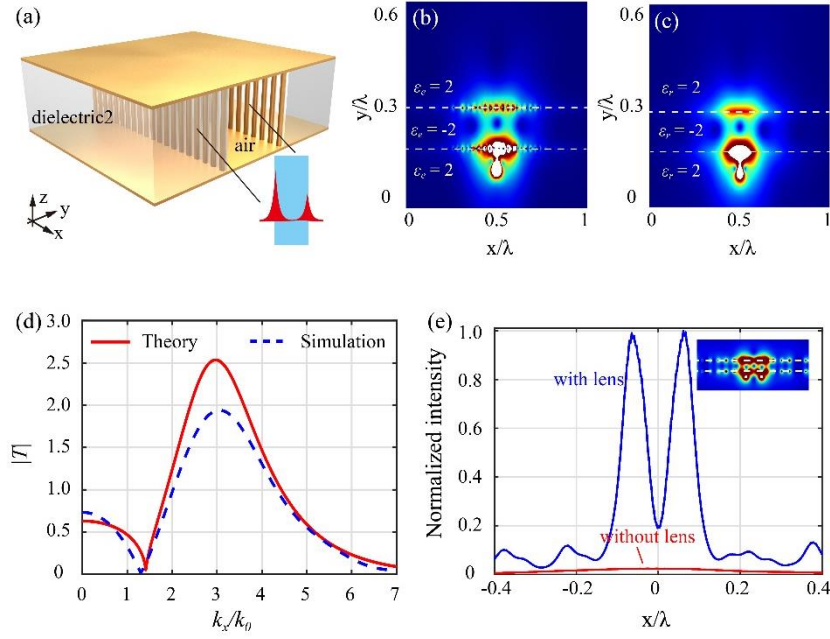 (a)
dielectric2
air
z
y
x
(b)
y/λ
0.6
0.3
0
εe = 2
εr = -2
εe = 2
0
0.5
1
x/λ
(c)
y/λ
0.6
0.3
0
εr = 2
εr = -2
εr = 2
0
0.5
1
x/λ
(d)
|T|
3.0
2.5
2.0
1.5
1.0
0.5
0
Theory
Simulation
0 1 2 3 4 5 6 7
kx/k0
(e)
Normalized intensity
1.0
0.8
0.6
0.4
0.2
0
with lens
without lens
-0.4 -0.2 0 0.2 0.4
x/λ